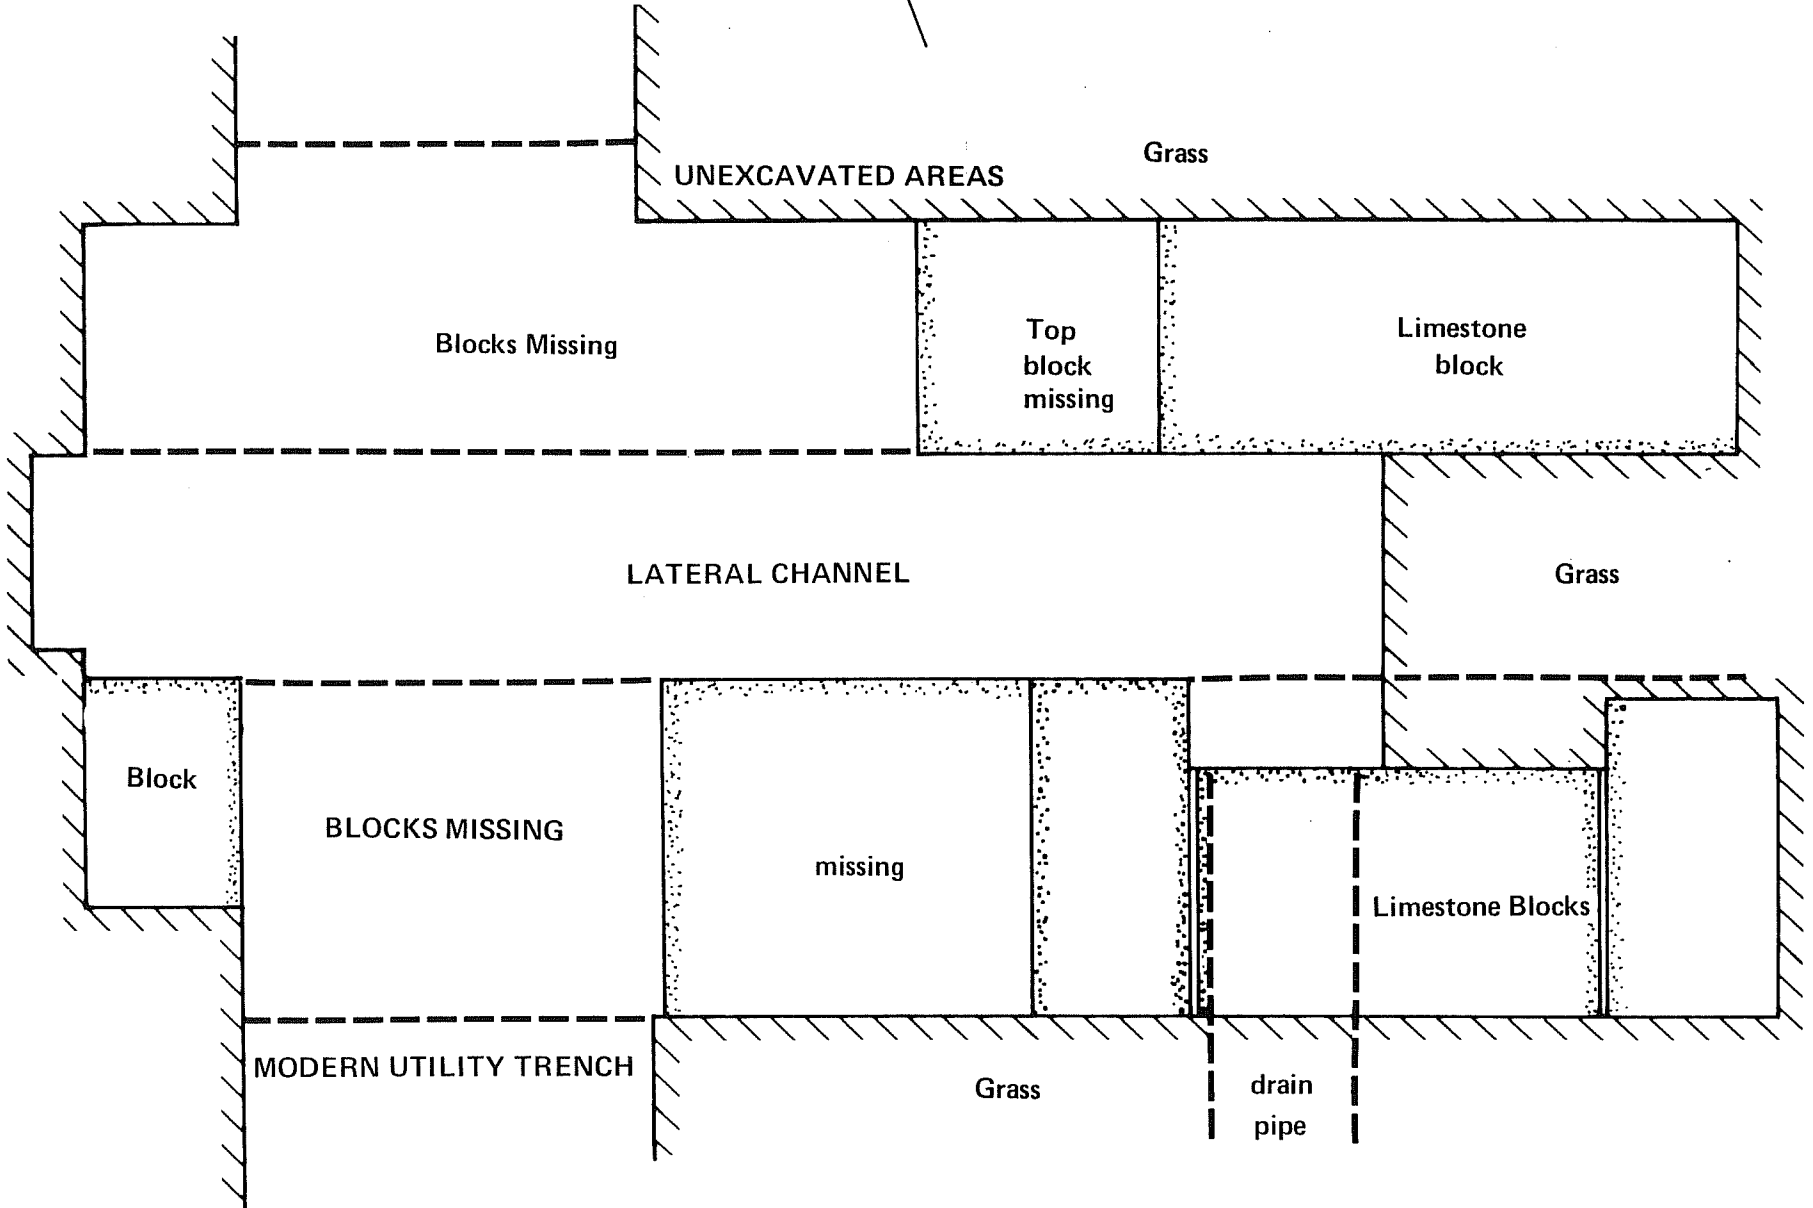 Grass
UNEXCAVATED AREAS
Blocks Missing
Top
block
missing
Limestone
block
LATERAL CHANNEL
Grass
Block
BLOCKS MISSING
missing
Limestone Blocks
MODERN UTILITY TRENCH
Grass
drain
pipe